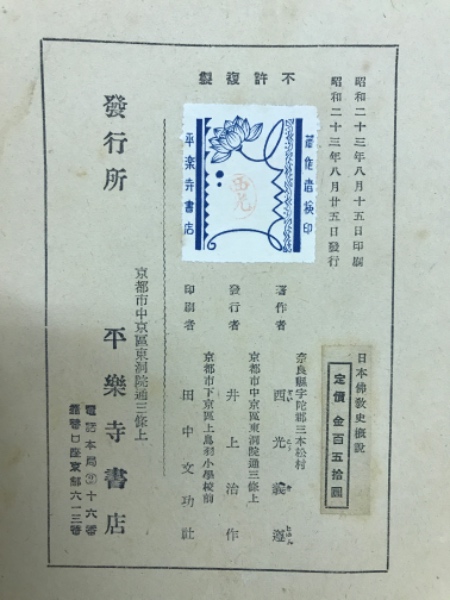 昭和二十三年八月十五日印刷
昭和二十三年八月廿五日發行
日本佛教史概說
定價 金百五拾圓
不許複製
著作者檢印
西光
平樂寺書店
奈良縣宇陀郡三本松村
著作者 西光義遵
京都市中京區東洞院通三條上
發行者 井上治作
京都市下京區上鳥羽小學校前
印刷者 田中文功社
京都市中京區東洞院通三條上
發行所 平樂寺書店
電話本局②十六番
振替口座京都六一三番